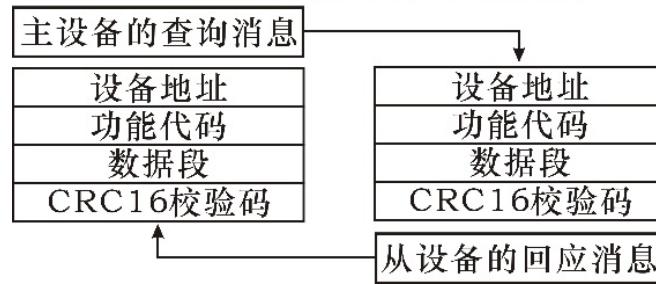 主设备的查询消息
设备地址
功能代码
数据段
CRC16校验码
设备地址
功能代码
数据段
CRC16校验码
从设备的回应消息